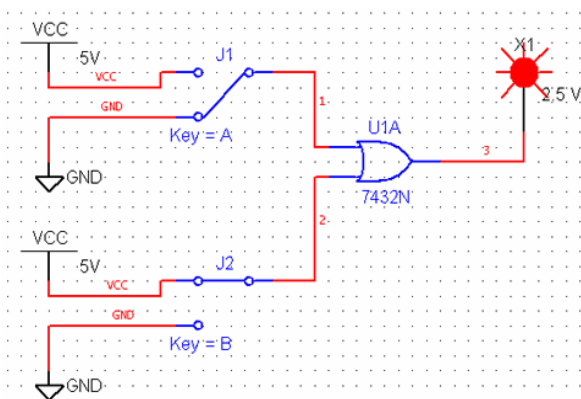 VCC
5V
VCC
J1
GND
Key = A
GND
1
U1A
7432N
3
X1
2,5 V
2
VCC
5V
VCC
J2
GND
Key = B
GND